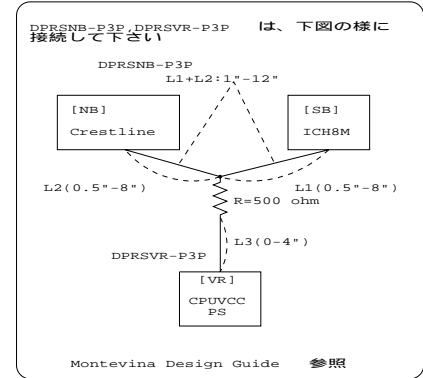 DPRSNB-P3P,DPRSVR-P3P は、下図の様に
接続して下さい
DPRSNB-P3P
L1+L2:1"-12"
[NB]
Crestline
[SB]
ICH8M
L2(0.5"-8")
L1(0.5"-8")
R=500 ohm
L3(0-4")
DPRSVR-P3P
[VR]
CPUVCC
PS
Montevina Design Guide 参照